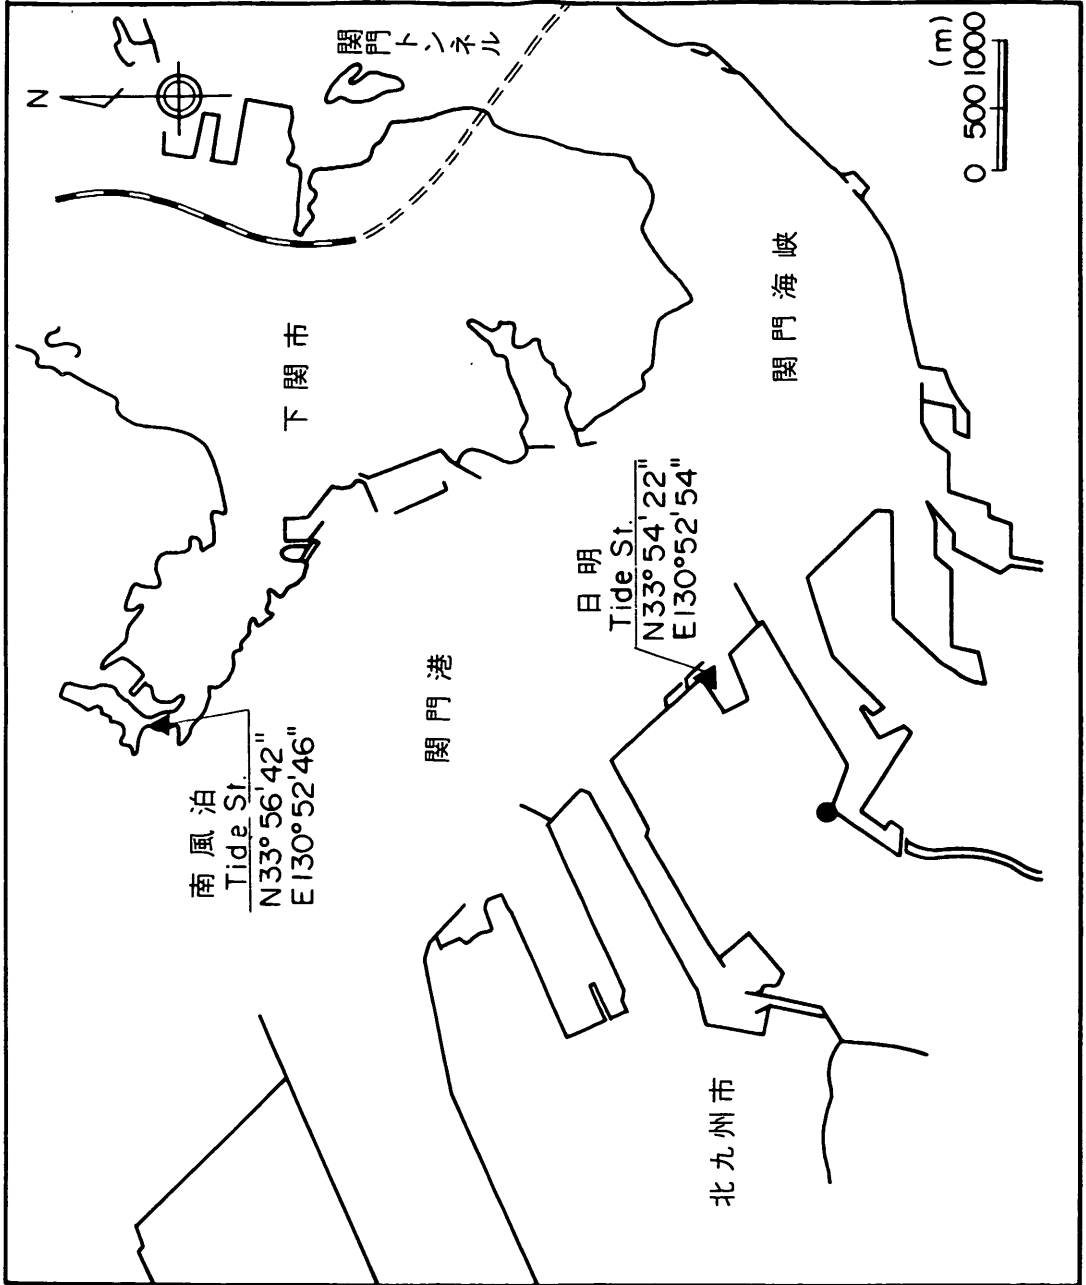 N
関門トンネル
下関市
南風泊
Tide St.
N33°56'42"
E130°52'46"
関門港
日明
Tide St.
N33°54'22"
E130°52'54"
関門海峡
北九州市
(m)
0 500 1000